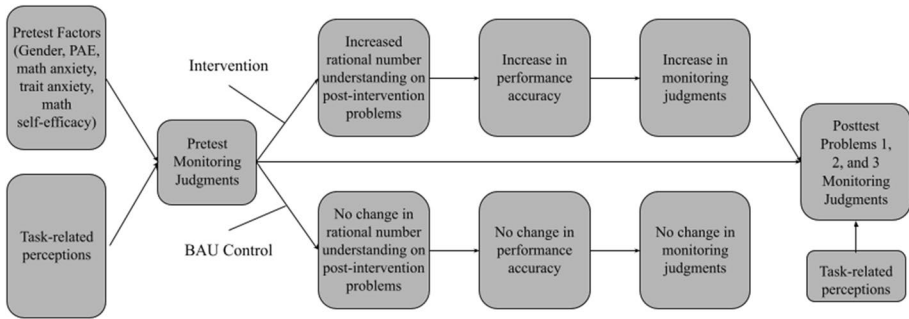 Pretest Factors
(Gender, PAE,
math anxiety,
trait anxiety,
math
self-efficacy)
Task-related
perceptions
Pretest
Monitoring
Judgments
Intervention
BAU Control
Increased
rational number
understanding on
post-intervention
problems
Increase in
performance
accuracy
Increase in
monitoring
judgments
No change in
rational number
understanding on
post-intervention
problems
No change in
performance
accuracy
No change in
monitoring
judgments
Posttest
Problems 1,
2, and 3
Monitoring
Judgments
Task-related
perceptions